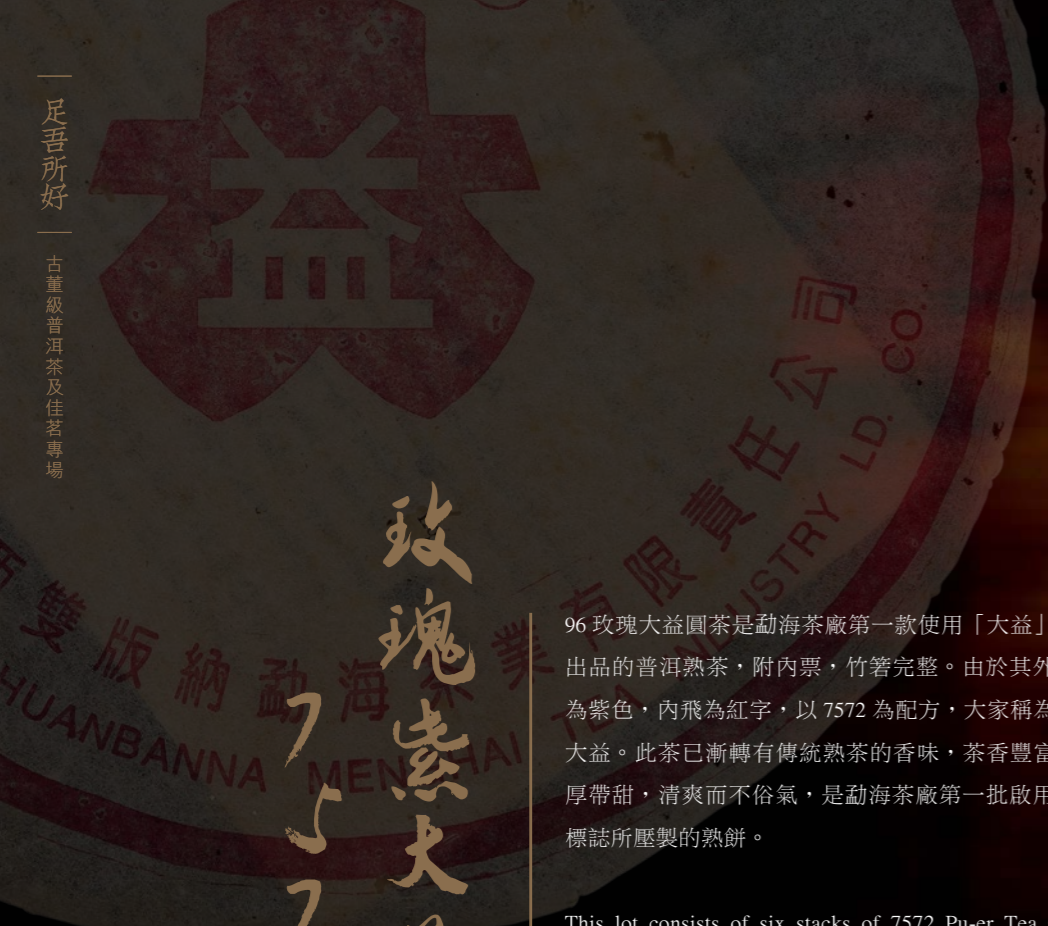 足吾所好
古董級普洱茶及佳茗專場
益
雙版納勐海茶業有限責任公司
HUANBANNA MENGHAI TEA INDUSTRY LD. CO.
玫瑰紫大
757
96 玫瑰大益圓茶是勐海茶廠第一款使用「大益」
出品的普洱熟茶，附內票，竹箬完整。由於其外
為紫色，內飛為紅字，以 7572 為配方，大家稱為
大益。此茶已漸轉有傳統熟茶的香味，茶香豐富
厚帶甜，清爽而不俗氣，是勐海茶廠第一批啟用
標誌所壓製的熟餅。
This lot consists of six stacks of 7572 Pu-er Tea